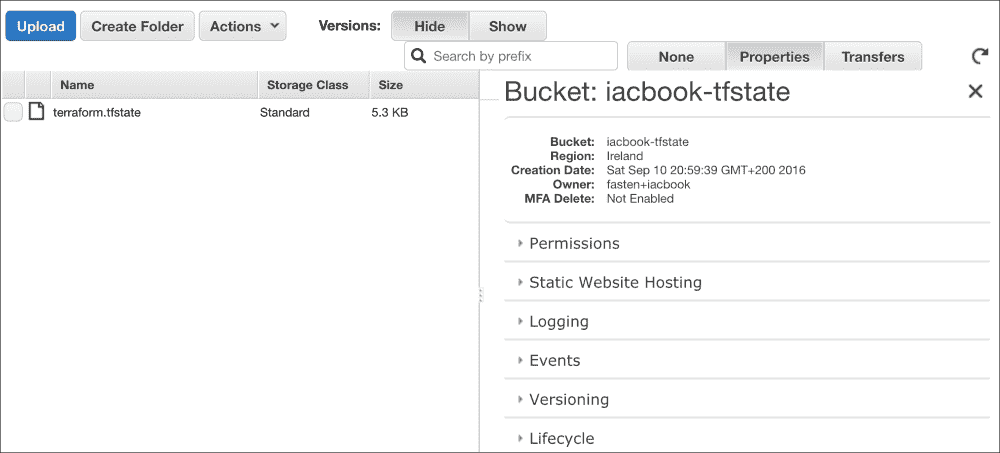 Upload Create Folder Actions Versions: Hide Show
Search by prefix None Properties Transfers
Name Storage Class Size
terraform.tfstate Standard 5.3 KB
Bucket: iacbook-tfstate
Bucket: iacbook-tfstate
Region: Ireland
Creation Date: Sat Sep 10 20:59:39 GMT+200 2016
Owner: fasten+iacbook
MFA Delete: Not Enabled
Permissions
Static Website Hosting
Logging
Events
Versioning
Lifecycle